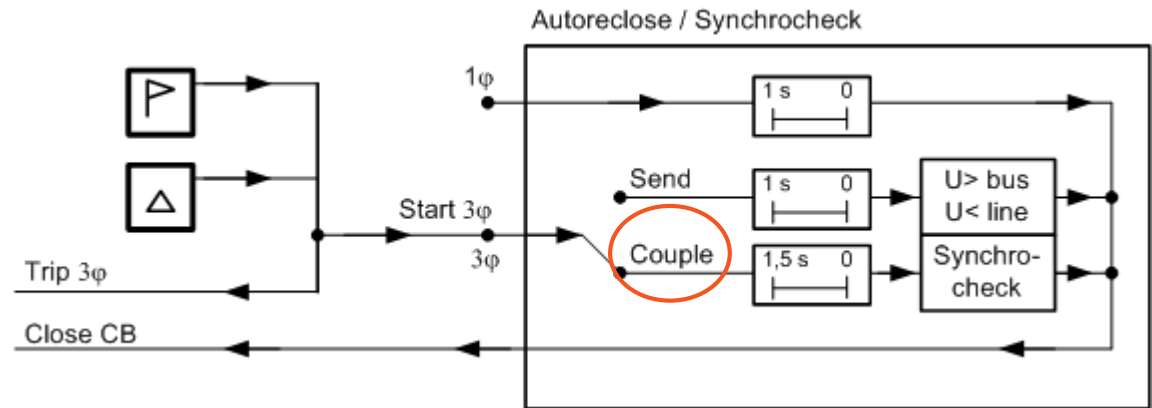 Autoreclose / Synchrocheck
1φ
1 s 0
Send
1 s 0
U> bus
U< line
Start 3φ
3φ
Couple
1,5 s 0
Synchro-
check
Trip 3φ
Close CB